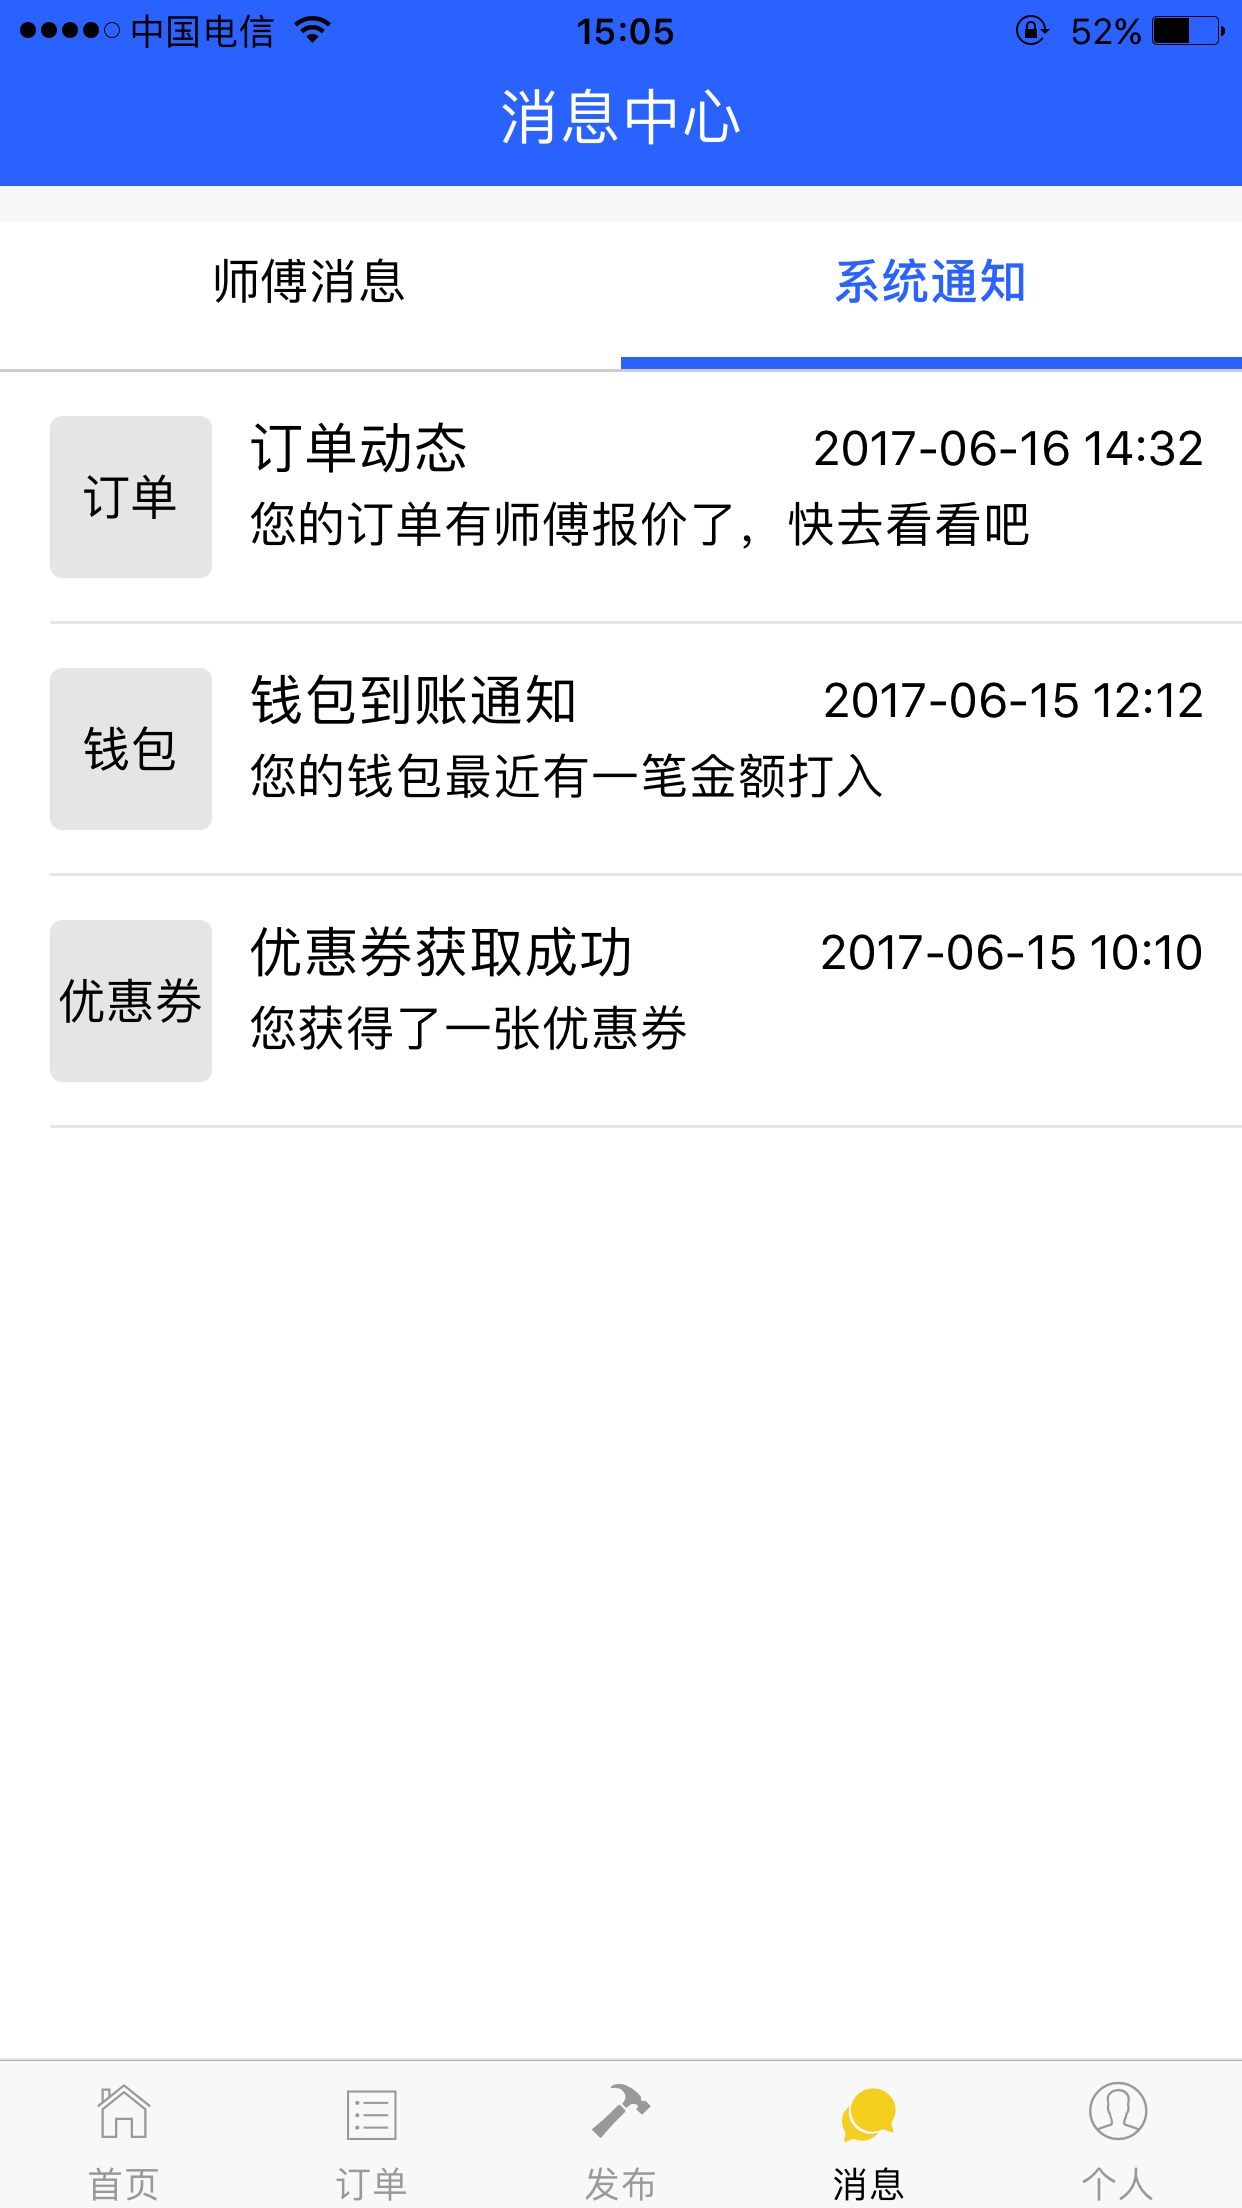 中国电信 15:05 52%
消息中心
师傅消息 系统通知
订单 订单动态 2017-06-16 14:32
您的订单有师傅报价了，快去看看吧
钱包 钱包到账通知 2017-06-15 12:12
您的钱包最近有一笔金额打入
优惠券 优惠券获取成功 2017-06-15 10:10
您获得了一张优惠券
首页 订单 发布 消息 个人